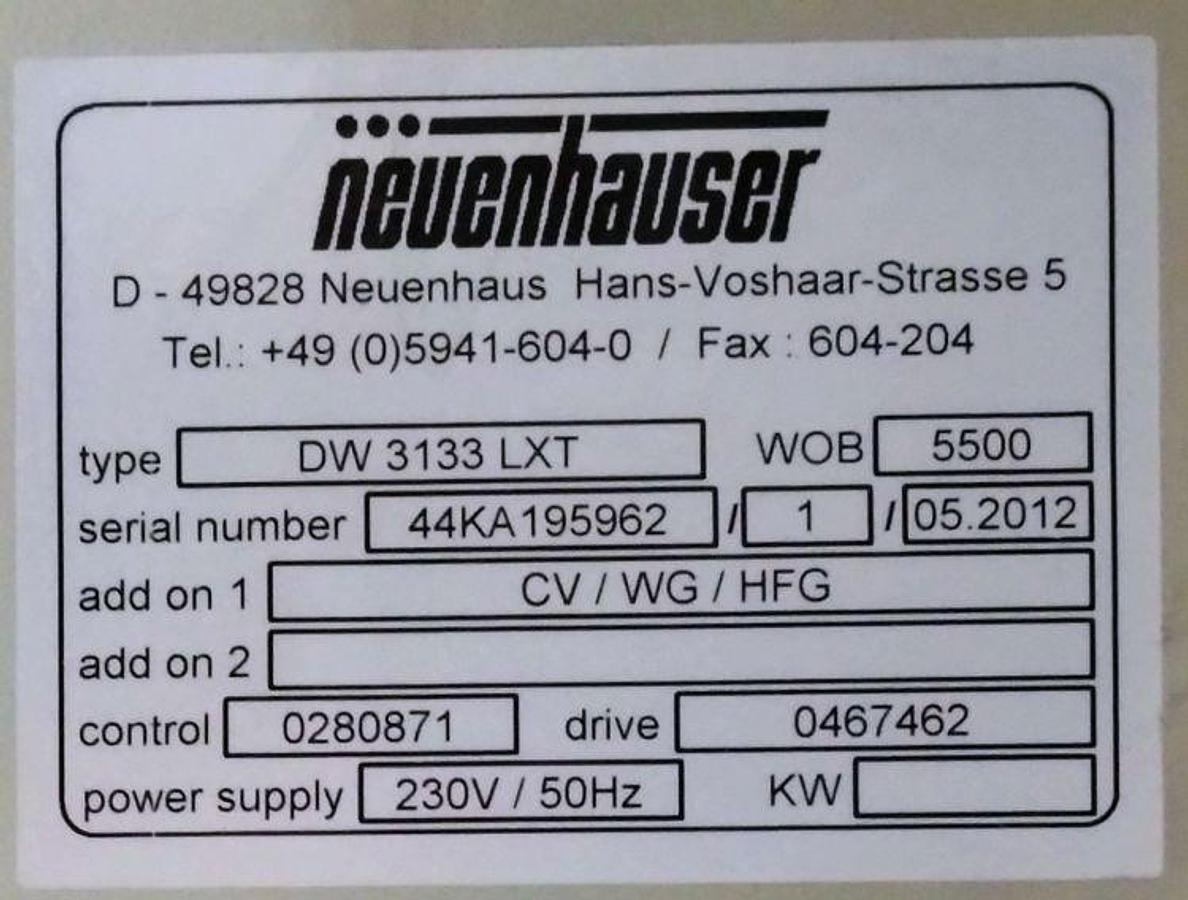 neuenhauser
D - 49828 Neuenhaus Hans-Voshaar-Strasse 5
Tel.: +49 (0)5941-604-0 / Fax : 604-204
type DW 3133 LXT WOB 5500
serial number 44KA195962 / 1 / 05.2012
add on 1 CV / WG / HFG
add on 2
control 0280871 drive 0467462
power supply 230V / 50Hz KW